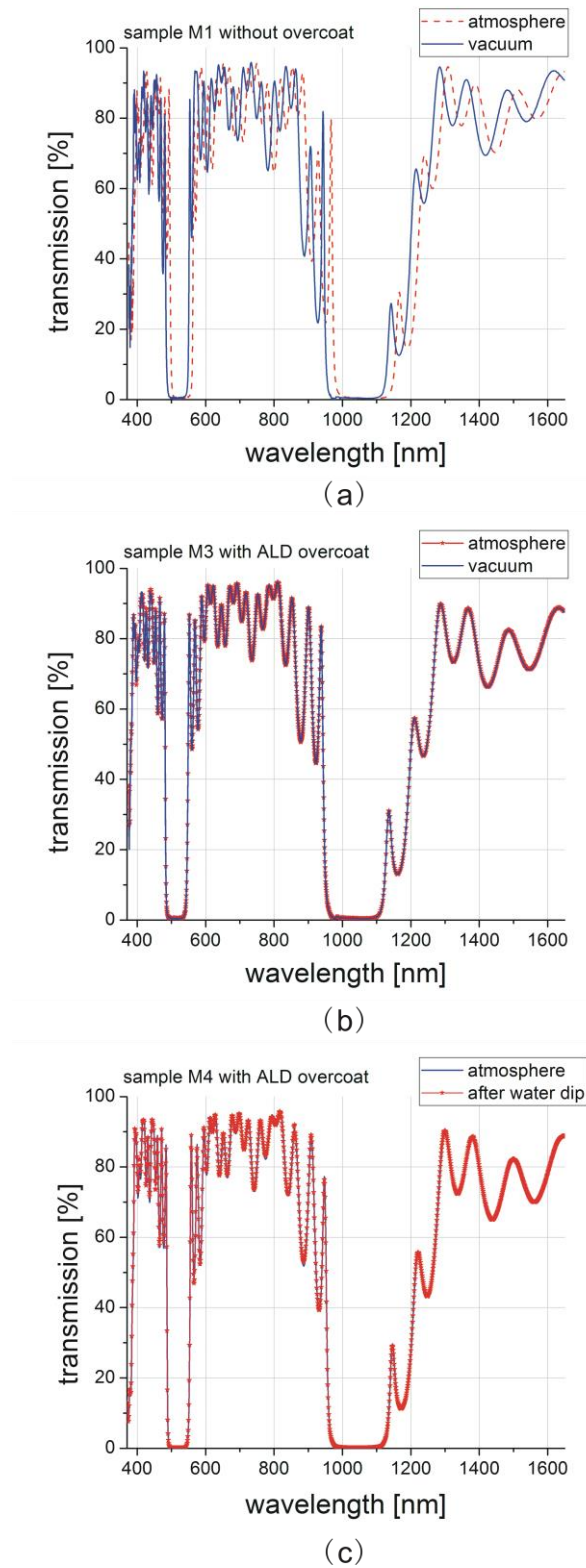 sample M1 without overcoat
atmosphere
vacuum
100
80
60
40
20
0
transmission [%]
400 600 800 1000 1200 1400 1600
wavelength [nm]
（a）
sample M3 with ALD overcoat
atmosphere
vacuum
100
80
60
40
20
0
transmission [%]
400 600 800 1000 1200 1400 1600
wavelength [nm]
（b）
sample M4 with ALD overcoat
atmosphere
after water dip
100
80
60
40
20
0
transmission [%]
400 600 800 1000 1200 1400 1600
wavelength [nm]
（c）